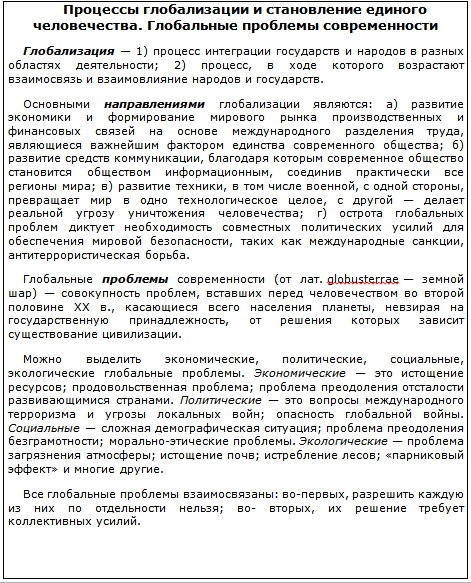 Процессы глобализации и становление единого
человечества. Глобальные проблемы современности
Глобализация — 1) процесс интеграции государств и народов в разных
областях деятельности; 2) процесс, в ходе которого возрастают
взаимосвязь и взаимовлияние народов и государств.
Основными направлениями глобализации являются: а) развитие
экономики и формирование мирового рынка производственных и
финансовых связей на основе международного разделения труда,
являющиеся важнейшим фактором единства современного общества; б)
развитие средств коммуникации, благодаря которым современное общество
становится обществом информационным, соединив практически все
регионы мира; в) развитие техники, в том числе военной, с одной стороны,
превращает мир в одно технологическое целое, с другой — делает
реальной угрозу уничтожения человечества; г) острота глобальных
проблем диктует необходимость совместных политических усилий для
обеспечения мировой безопасности, таких как международные санкции,
антитеррористическая борьба.
Глобальные проблемы современности (от лат. globusterrae — земной
шар) — совокупность проблем, вставших перед человечеством во второй
половине XX в., касающиеся всего населения планеты, невзирая на
государственную принадлежность, от решения которых зависит
существование цивилизации.
Можно выделить экономические, политические, социальные,
экологические глобальные проблемы. Экономические — это истощение
ресурсов; продовольственная проблема; проблема преодоления отсталости
развивающимися странами. Политические — это вопросы международного
терроризма и угрозы локальных войн; опасность глобальной войны.
Социальные — сложная демографическая ситуация; проблема преодоления
безграмотности; морально-этические проблемы. Экологические — проблема
загрязнения атмосферы; истощение почв; истребление лесов; «парниковый
эффект» и многие другие.
Все глобальные проблемы взаимосвязаны: во-первых, разрешить каждую
из них по отдельности нельзя; во- вторых, их решение требует
коллективных усилий.